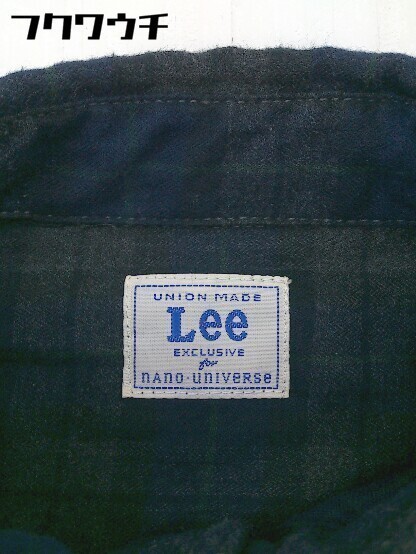 フクワウチ
UNION MADE
Lee
EXCLUSIVE
for
nano·universe